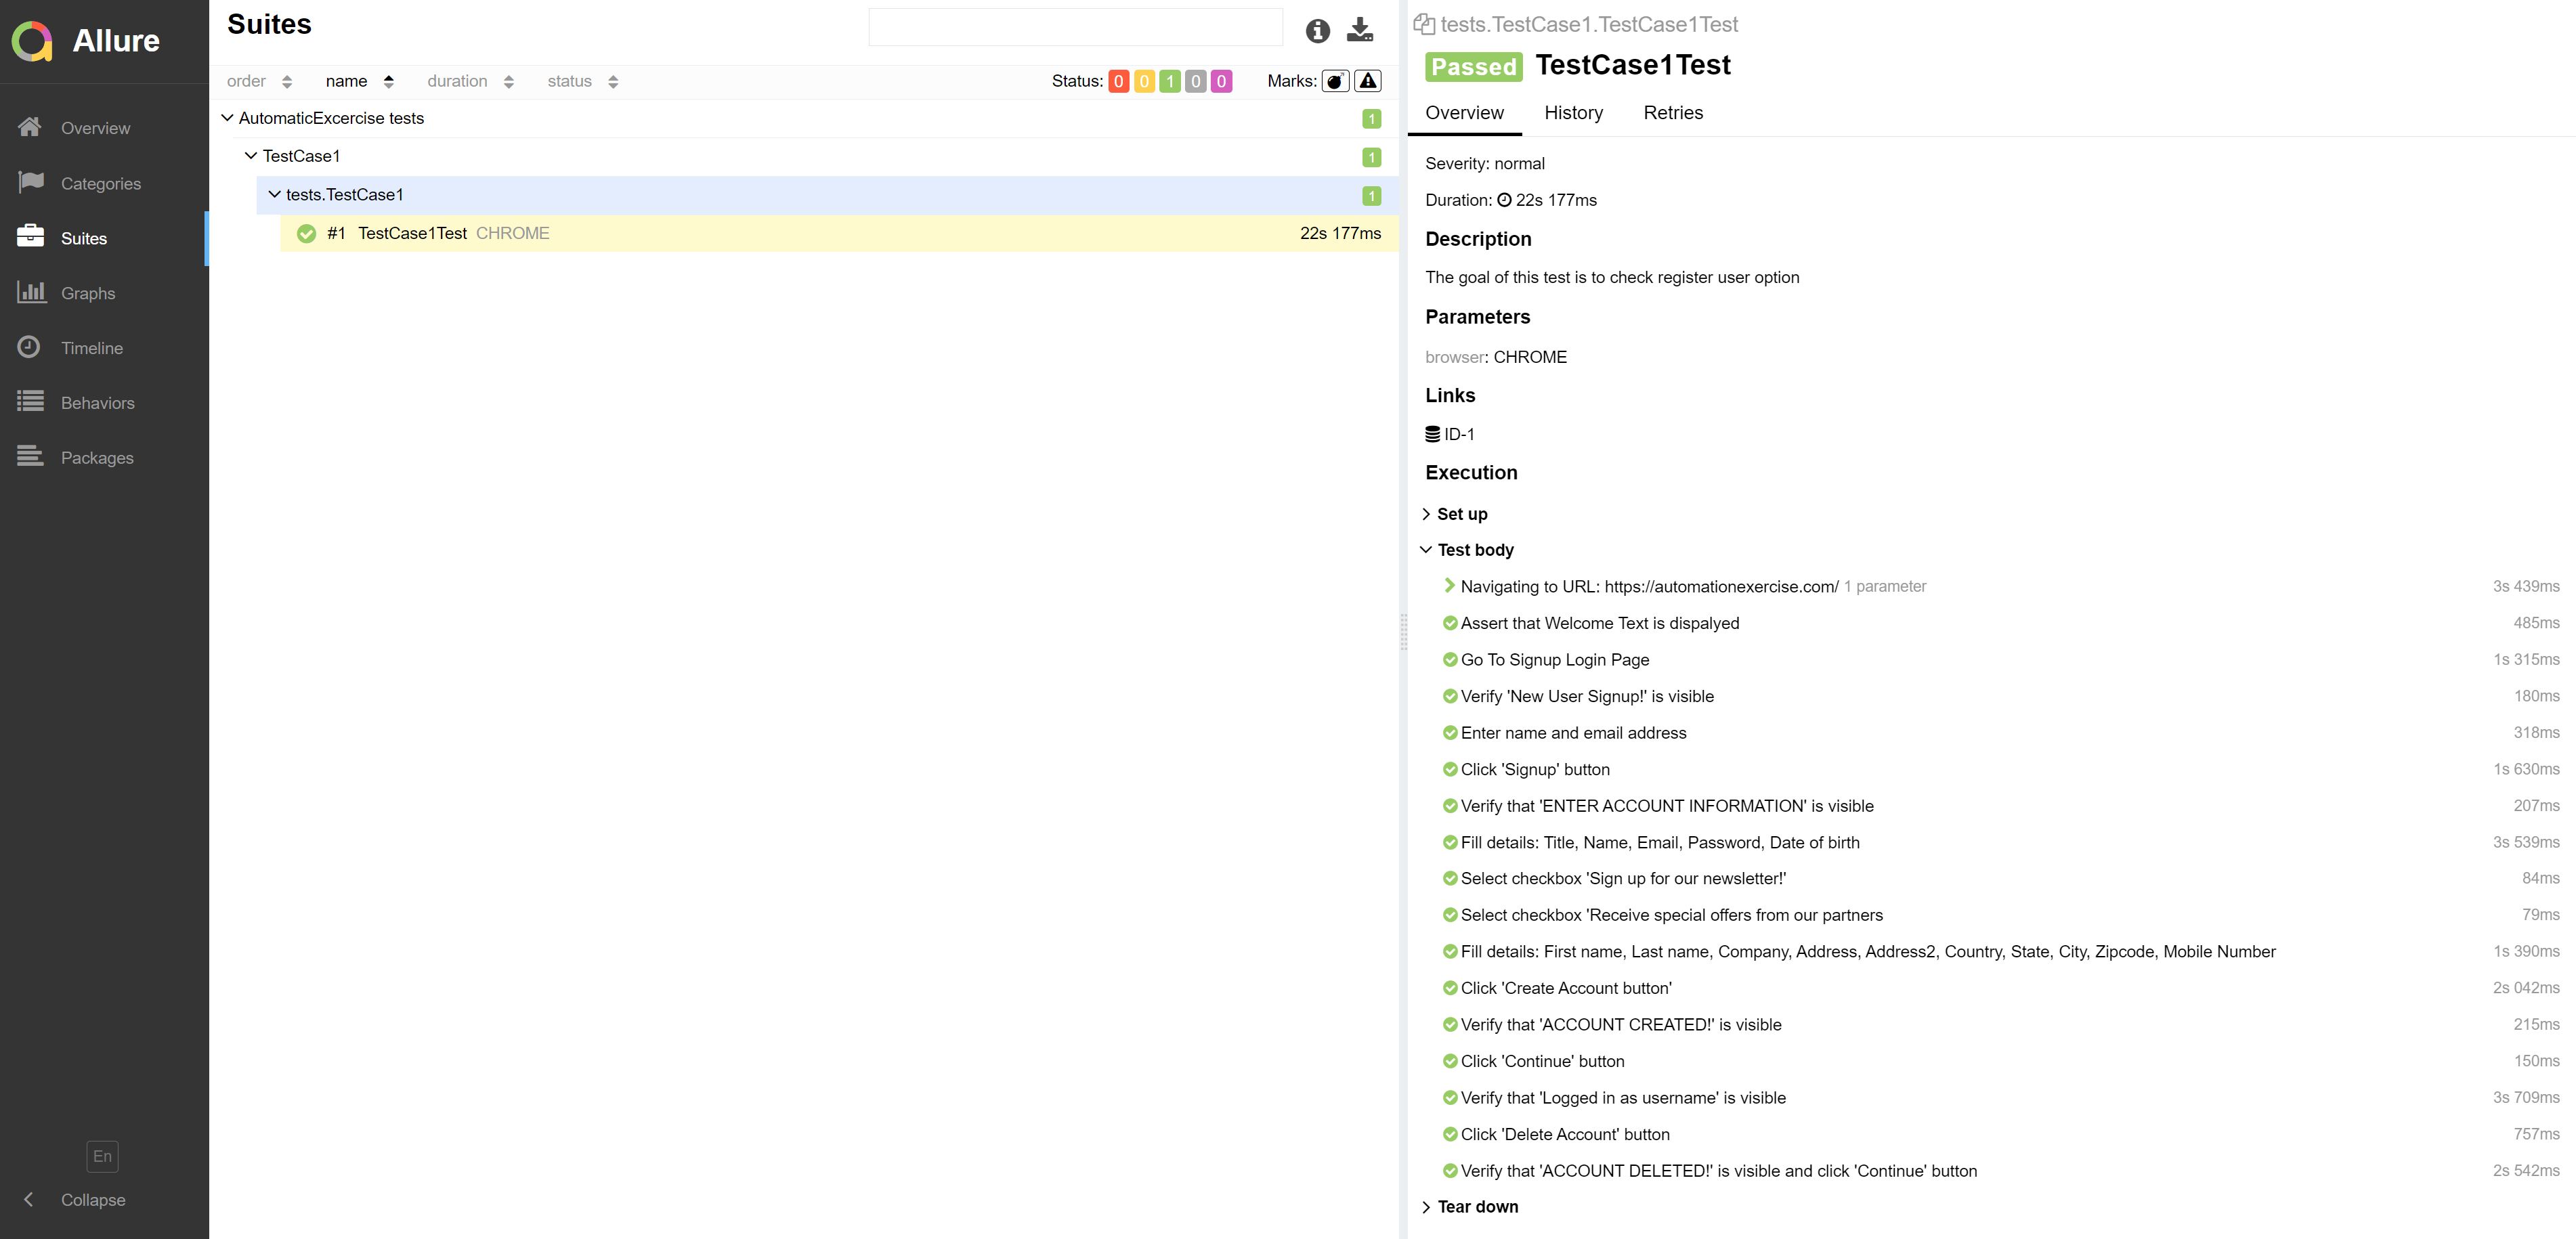 Allure
Overview
Categories
Suites
Graphs
Timeline
Behaviors
Packages
En
Collapse
Suites
order name duration status Status: 0 0 1 0 0 Marks:
AutomaticExcercise tests 1
TestCase1 1
tests.TestCase1 1
#1 TestCase1Test CHROME 22s 177ms
tests.TestCase1.TestCase1Test
Passed TestCase1Test
Overview History Retries
Severity: normal
Duration: 22s 177ms
Description
The goal of this test is to check register user option
Parameters
browser: CHROME
Links
ID-1
Execution
Set up
Test body
Navigating to URL: https://automationexercise.com/ 1 parameter 3s 439ms
Assert that Welcome Text is dispalyed 485ms
Go To Signup Login Page 1s 315ms
Verify 'New User Signup!' is visible 180ms
Enter name and email address 318ms
Click 'Signup' button 1s 630ms
Verify that 'ENTER ACCOUNT INFORMATION' is visible 207ms
Fill details: Title, Name, Email, Password, Date of birth 3s 539ms
Select checkbox 'Sign up for our newsletter!' 84ms
Select checkbox 'Receive special offers from our partners 79ms
Fill details: First name, Last name, Company, Address, Address2, Country, State, City, Zipcode, Mobile Number 1s 390ms
Click 'Create Account button' 2s 042ms
Verify that 'ACCOUNT CREATED!' is visible 215ms
Click 'Continue' button 150ms
Verify that 'Logged in as username' is visible 3s 709ms
Click 'Delete Account' button 757ms
Verify that 'ACCOUNT DELETED!' is visible and click 'Continue' button 2s 542ms
Tear down